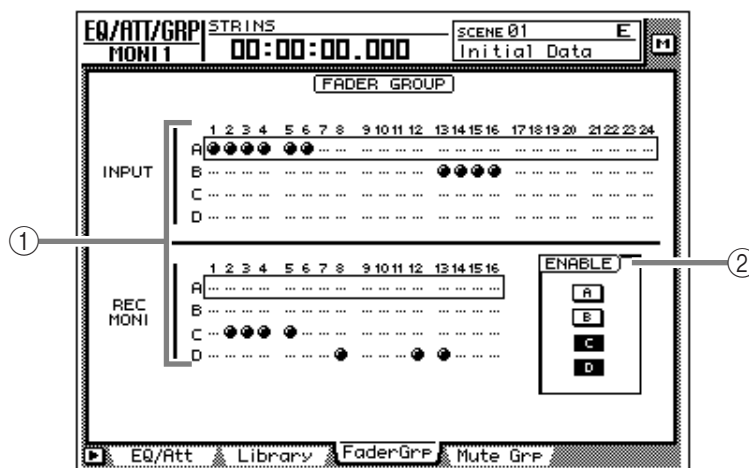 EQ/ATT/GRP STRINS SCENE 01 E
MONI 1 00:00:00.000 Initial Data M
FADER GROUP
1 2 3 4 5 6 7 8 9 10 11 12 13 14 15 16 17 18 19 20 21 22 23 24
A
INPUT B
C
D
1
2
ENABLE
1 2 3 4 5 6 7 8 9 10 11 12 13 14 15 16
A A
REC MONI B B
C C
D D
EQ/Att Library FaderGrp Mute Grp